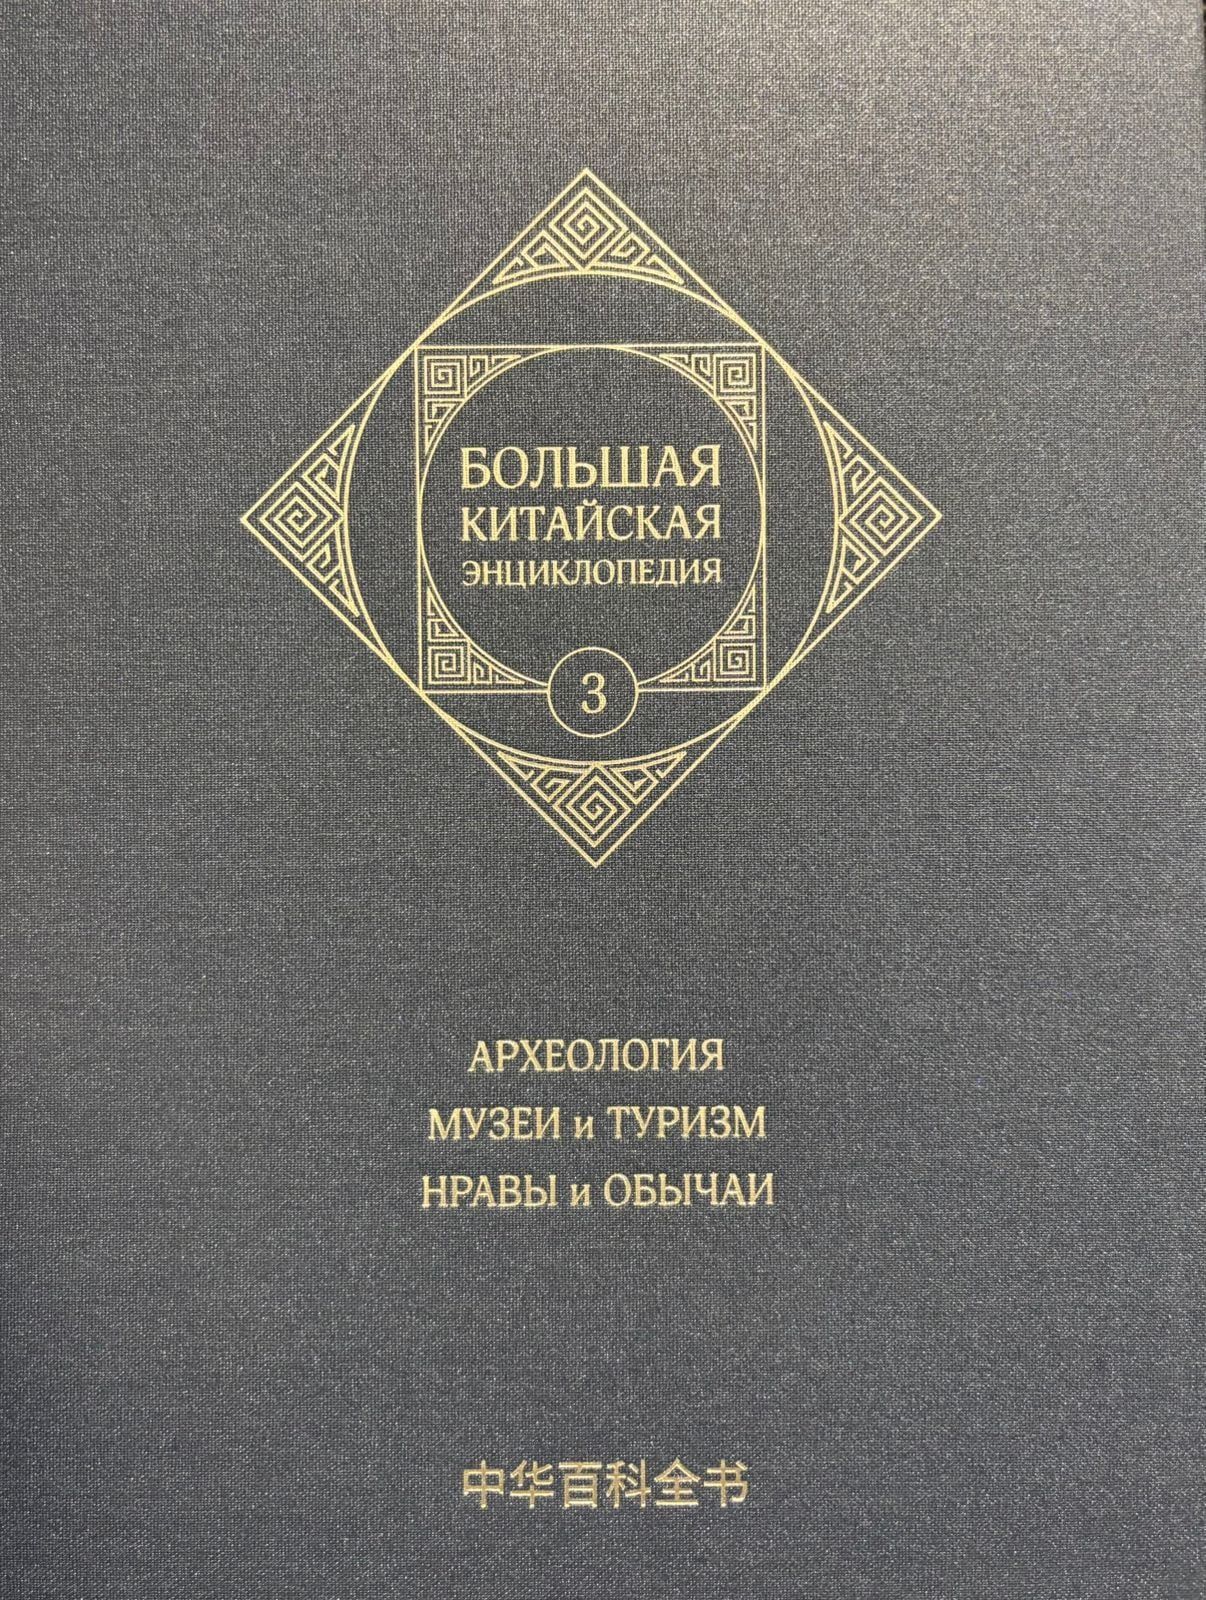 БОЛЬШАЯ
КИТАЙСКАЯ
ЭНЦИКЛОПЕДИЯ
3
АРХЕОЛОГИЯ
МУЗЕИ и ТУРИЗМ
НРАВЫ и ОБЫЧАИ
中华百科全书